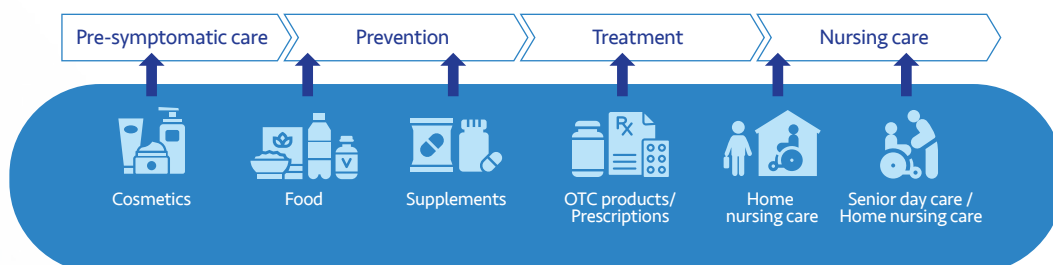 Pre-symptomatic care
Prevention
Treatment
Nursing care
Rx
V
Cosmetics
Food
Supplements
OTC products/
Prescriptions
Home
nursing care
Senior day care /
Home nursing care